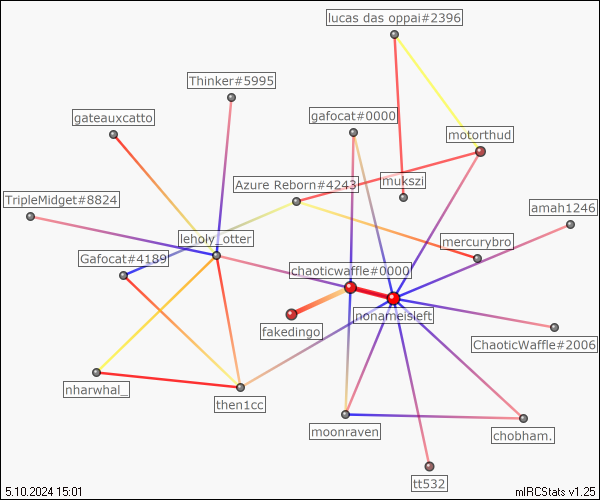 lucas das oppai#2396
Thinker#5995
gateauxcatto
gafocat#0000
motorthud
Azure Reborn#4243
mukszi
TripleMidget#8824
amah1246
leholy_otter
mercurybro
Gafocat#4189
chaoticwaffle#0000
nonameisleft
fakedingo
ChaoticWaffle#2006
nharwhal_
then1cc
moonraven
chobham.
tt532
5.10.2024 15:01
mIRCStats v1.25